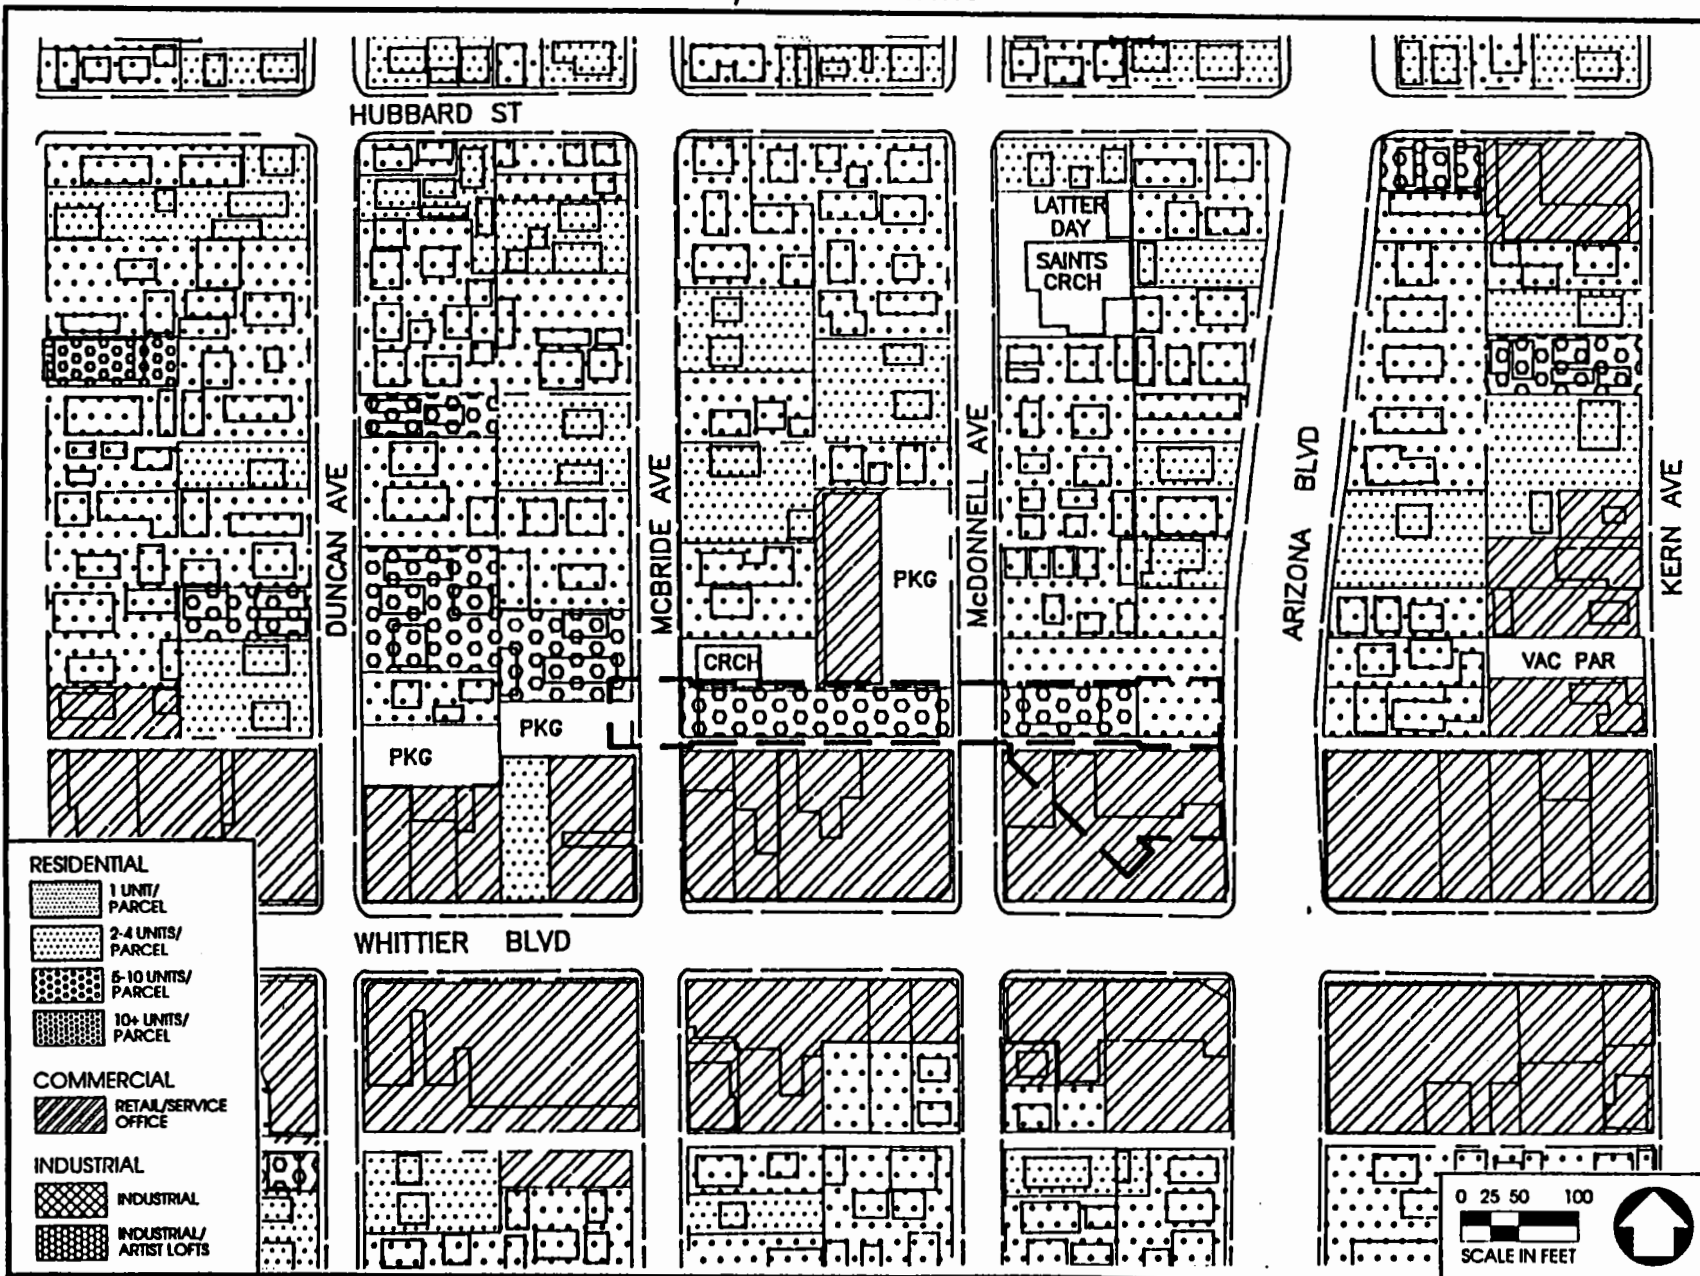 HUBBARD ST
LATTER
DAY
SAINTS
CRCH
DUNCAN AVE
MCBRIDE AVE
McDONNELL AVE
ARIZONA BLVD
KERN AVE
PKG
CRCH
VAC PAR
PKG
PKG
WHITTIER BLVD
RESIDENTIAL
1 UNIT/
PARCEL
2-4 UNITS/
PARCEL
5-10 UNITS/
PARCEL
10+ UNITS/
PARCEL
COMMERCIAL
RETAIL/SERVICE
OFFICE
INDUSTRIAL
INDUSTRIAL
INDUSTRIAL/
ARTIST LOFTS
0 25 50 100
SCALE IN FEET